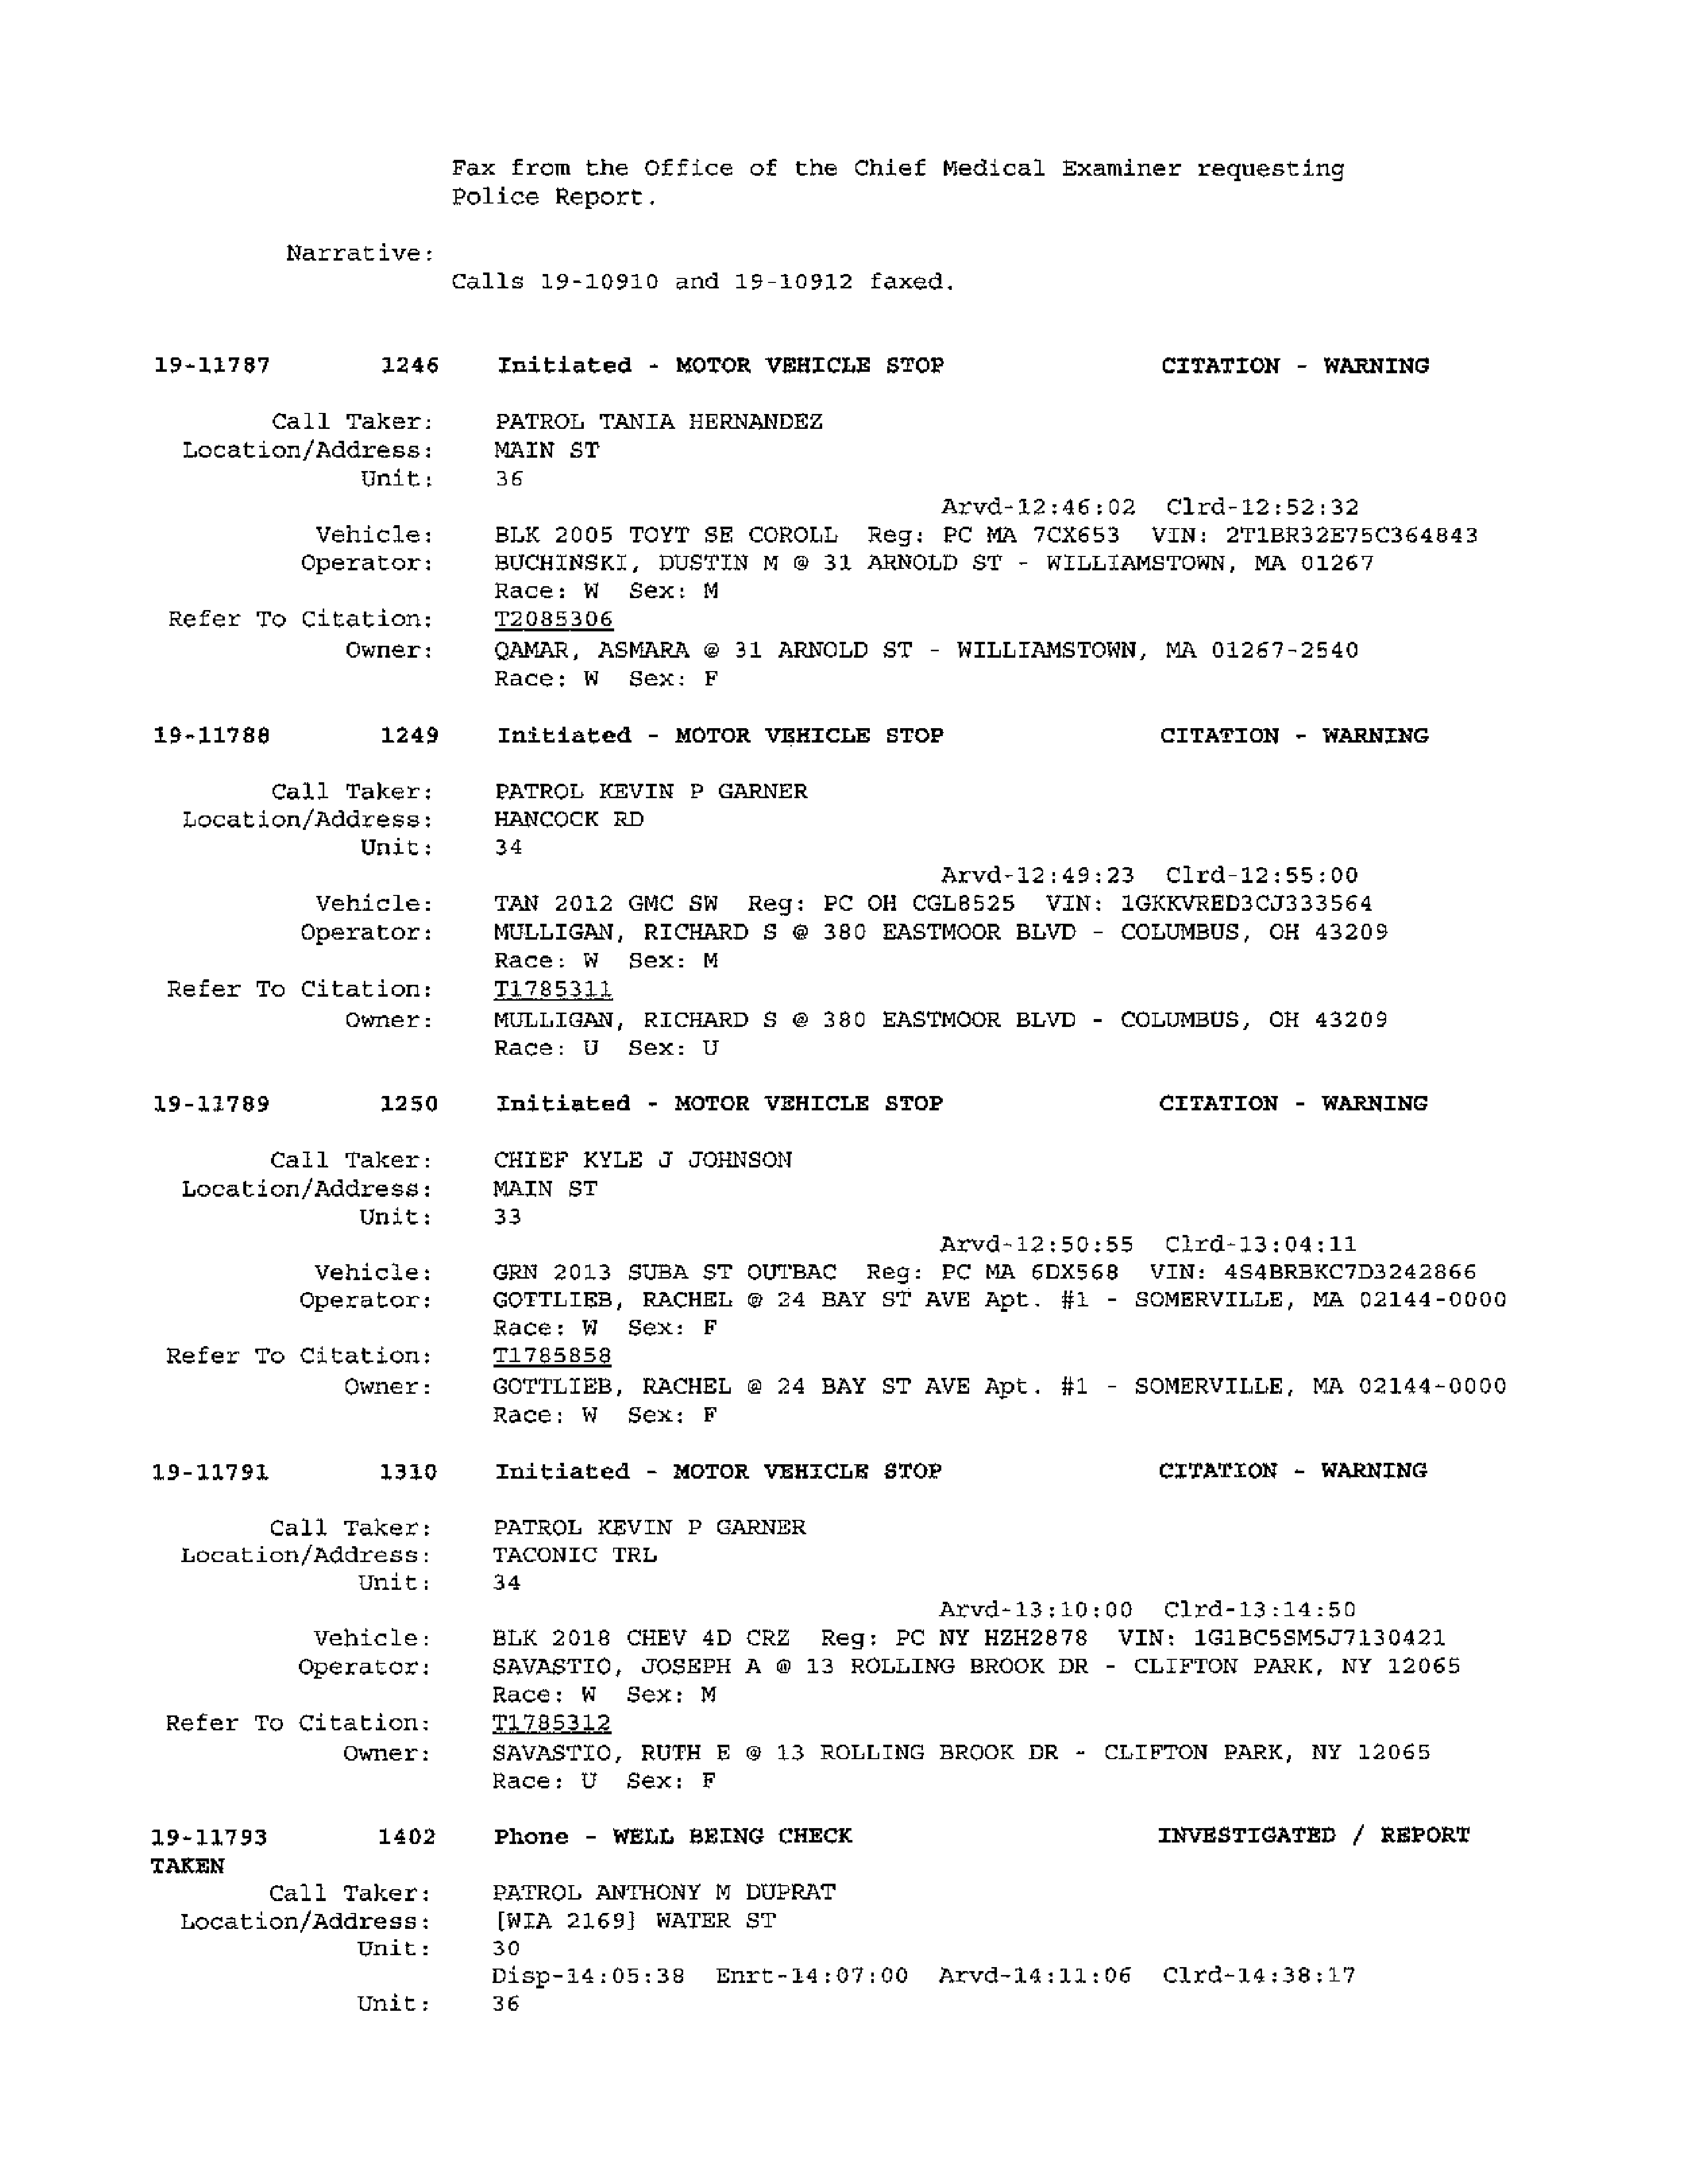 Fax from the Office of the Chief Medical Examiner requesting
Police Report.
Narrative:
Calls 19-10910 and 19-10912 faxed.
19-11787 1246 Initiated - MOTOR VEHICLE STOP CITATION - WARNING
Call Taker: PATROL TANIA HERNANDEZ
Location/Address: MAIN ST
Unit: 36
Arvd-12:46:02 Clrd-12:52:32
Vehicle: BLK 2005 TOYT SE COROLL Reg: PC MA 7CX653 VIN: 2T1BR32E75C364843
Operator: BUCHINSKI, DUSTIN M @ 31 ARNOLD ST - WILLIAMSTOWN, MA 01267
Race: W Sex: M
Refer To Citation: T2085306
Owner: QAMAR, ASMARA @ 31 ARNOLD ST - WILLIAMSTOWN, MA 01267-2540
Race: W Sex: F
19-11788 1249 Initiated - MOTOR VEHICLE STOP CITATION - WARNING
Call Taker: PATROL KEVIN P GARNER
Location/Address: HANCOCK RD
Unit: 34
Arvd-12:49:23 Clrd-12:55:00
Vehicle: TAN 2012 GMC SW Reg: PC OH CGL8525 VIN: 1GKKVRED3CJ333564
Operator: MULLIGAN, RICHARD S @ 380 EASTMOOR BLVD - COLUMBUS, OH 43209
Race: W Sex: M
Refer To Citation: T1785311
Owner: MULLIGAN, RICHARD S @ 380 EASTMOOR BLVD - COLUMBUS, OH 43209
Race: U Sex: U
19-11789 1250 Initiated - MOTOR VEHICLE STOP CITATION - WARNING
Call Taker: CHIEF KYLE J JOHNSON
Location/Address: MAIN ST
Unit: 33
Arvd-12:50:55 Clrd-13:04:11
Vehicle: GRN 2013 SUBA ST OUTBAC Reg: PC MA 6DX568 VIN: 4S4BRBKC7D3242866
Operator: GOTTLIEB, RACHEL @ 24 BAY ST AVE Apt. #1 - SOMERVILLE, MA 02144-0000
Race: W Sex: F
Refer To Citation: T1785858
Owner: GOTTLIEB, RACHEL @ 24 BAY ST AVE Apt. #1 - SOMERVILLE, MA 02144-0000
Race: W Sex: F
19-11791 1310 Initiated - MOTOR VEHICLE STOP CITATION - WARNING
Call Taker: PATROL KEVIN P GARNER
Location/Address: TACONIC TRL
Unit: 34
Arvd-13:10:00 Clrd-13:14:50
Vehicle: BLK 2018 CHEV 4D CRZ Reg: PC NY HZH2878 VIN: 1G1BC5SM5J7130421
Operator: SAVASTIO, JOSEPH A @ 13 ROLLING BROOK DR - CLIFTON PARK, NY 12065
Race: W Sex: M
Refer To Citation: T1785312
Owner: SAVASTIO, RUTH E @ 13 ROLLING BROOK DR - CLIFTON PARK, NY 12065
Race: U Sex: F
19-11793 1402 Phone - WELL BEING CHECK INVESTIGATED / REPORT
TAKEN
Call Taker: PATROL ANTHONY M DUPRAT
Location/Address: [WIA 2169] WATER ST
Unit: 30
Disp-14:05:38 Enrt-14:07:00 Arvd-14:11:06 Clrd-14:38:17
Unit: 36